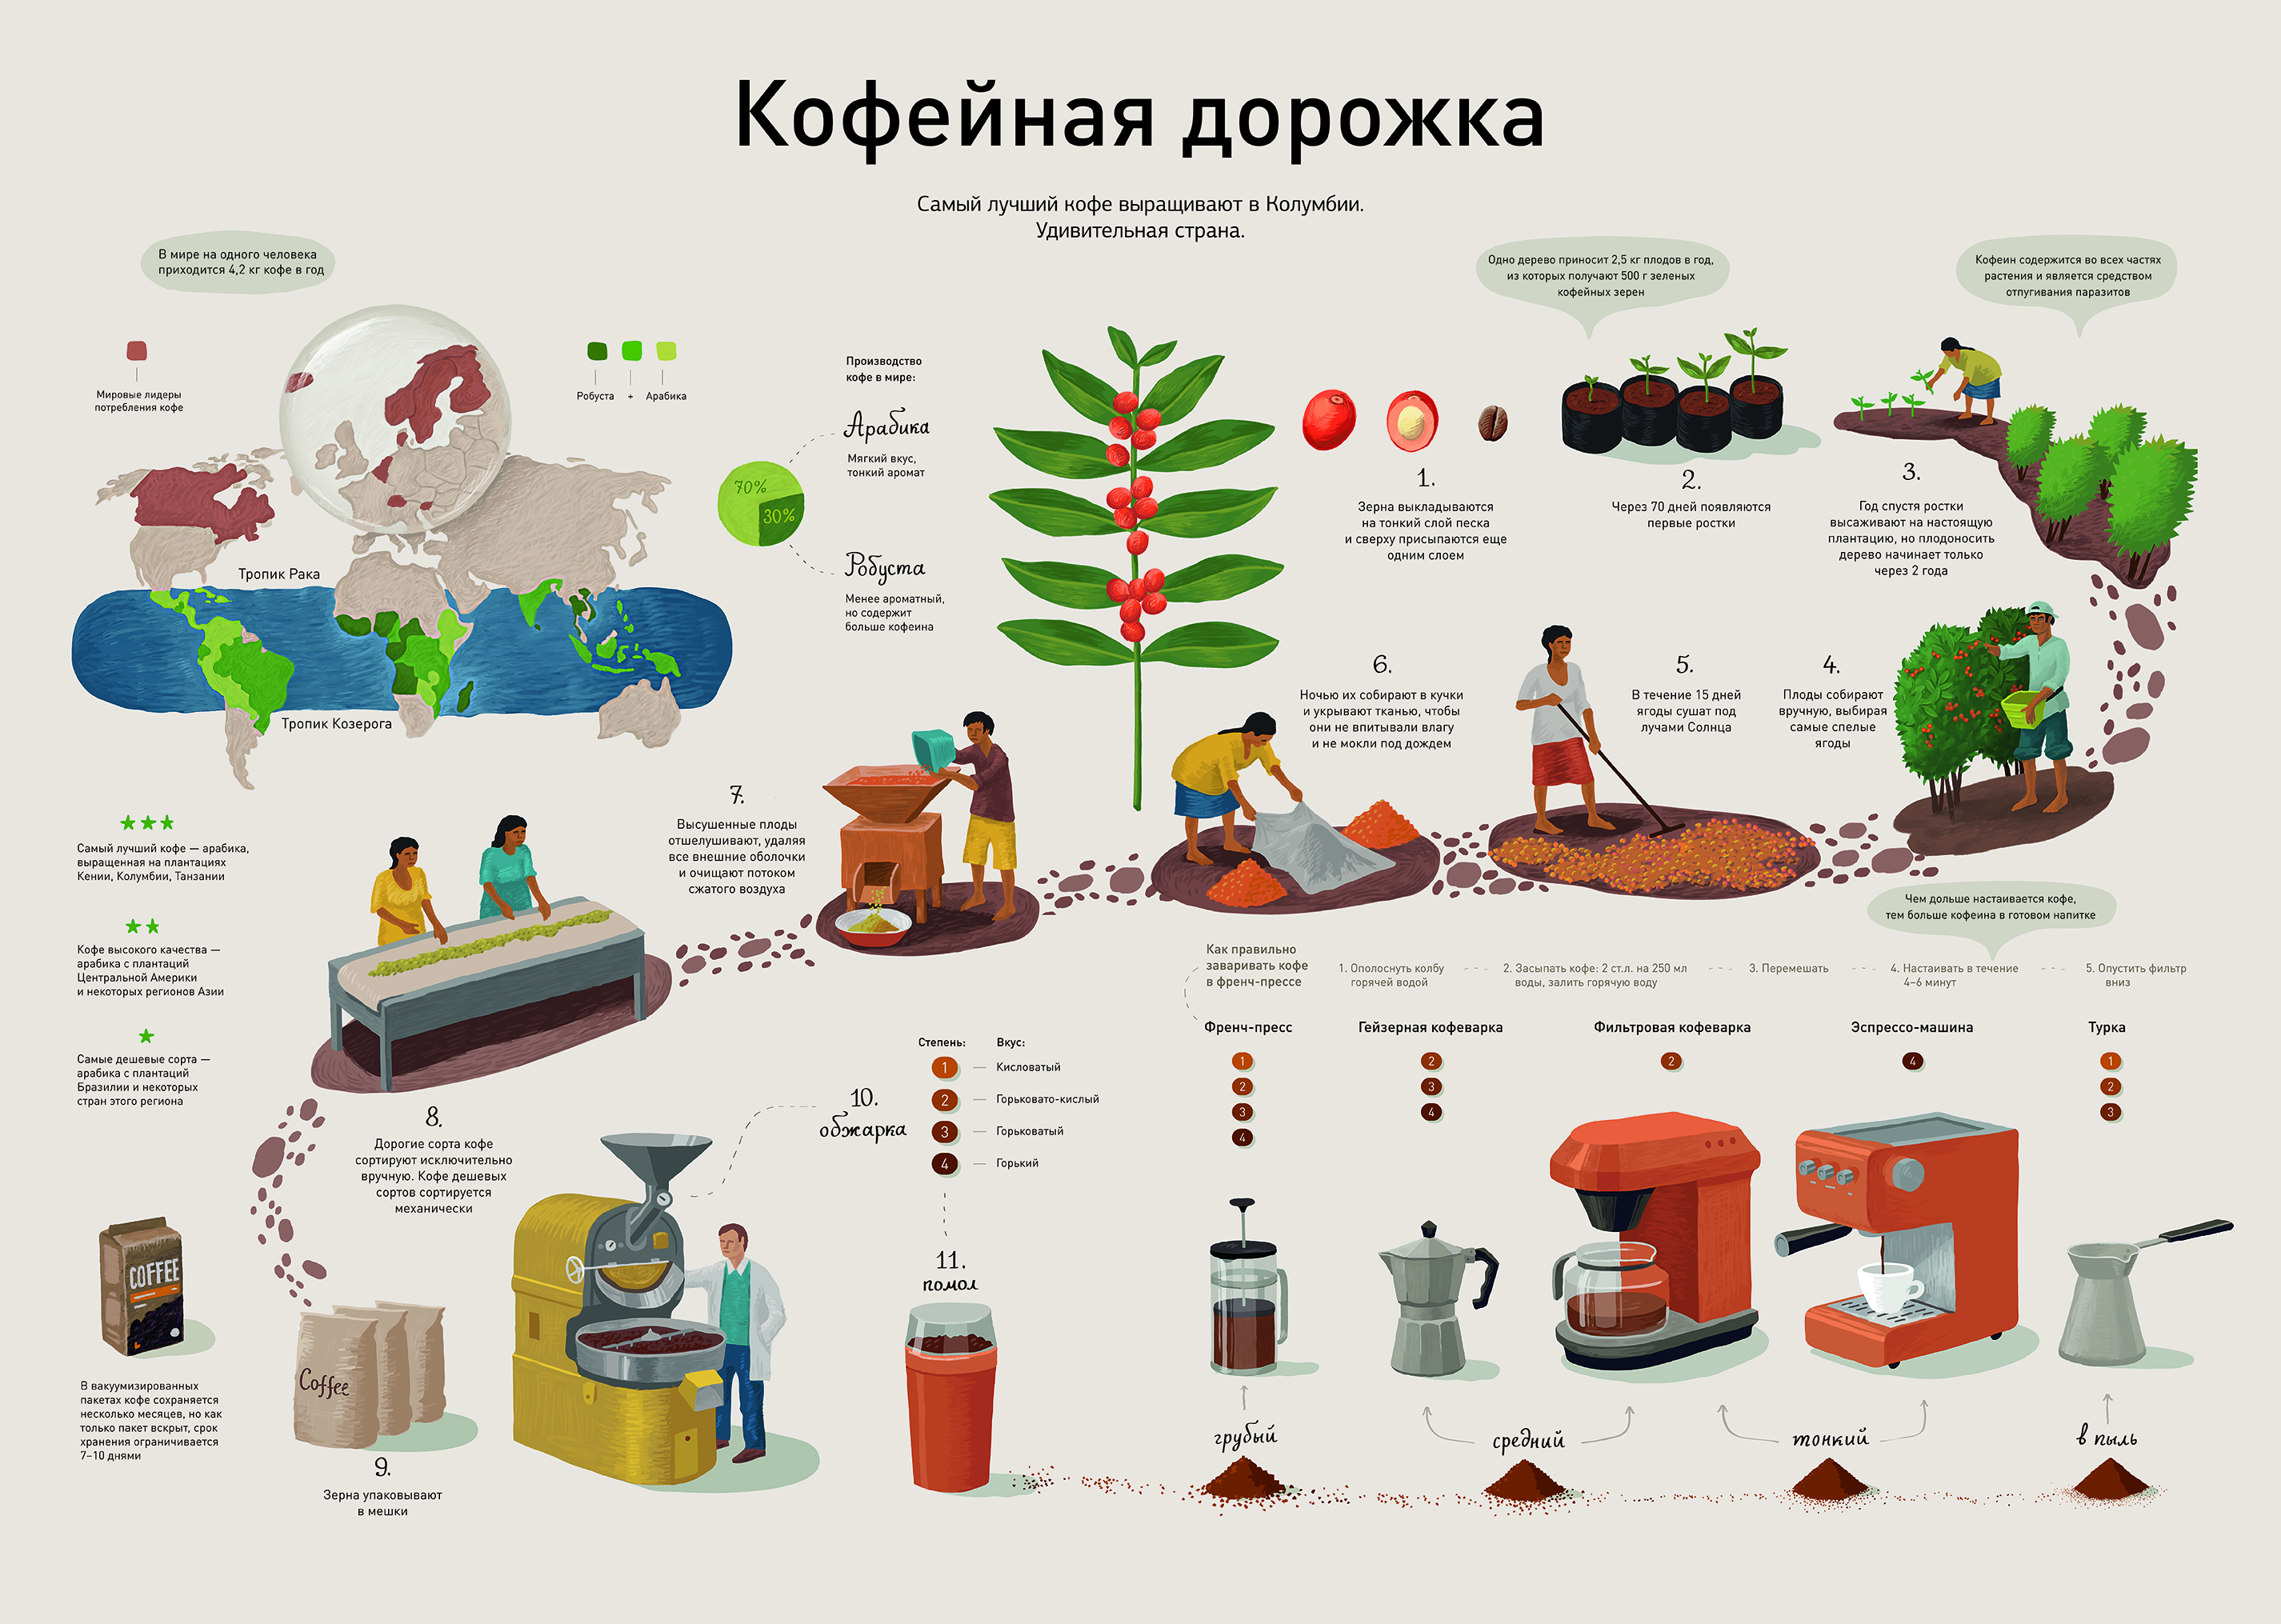 Кофейная дорожка
Самый лучший кофе выращивают в Колумбии.
Удивительная страна.
В мире на одного человека
приходится 4,2 кг кофе в год
Мировые лидеры
потребления кофе
Робуста + Арабика
Тропик Рака
Тропик Козерога
Производство
кофе в мире:
Арабика
Мягкий вкус,
тонкий аромат
70%
30%
Робуста
Менее ароматный,
но содержит
больше кофеина
Одно дерево приносит 2,5 кг плодов в год,
из которых получают 500 г зеленых
кофейных зерен
Кофеин содержится во всех частях
растения и является средством
отпугивания паразитов
1.
Зерна выкладываются
на тонкий слой песка
и сверху присыпаются еще
одним слоем
2.
Через 70 дней появляются
первые ростки
3.
Год спустя ростки
высаживают на настоящую
плантацию, но плодоносить
дерево начинает только
через 2 года
4.
Плоды собирают
вручную, выбирая
самые спелые
ягоды
5.
В течение 15 дней
ягоды сушат под
лучами Солнца
6.
Ночью их собирают в кучки
и укрывают тканью, чтобы
они не впитывали влагу
и не мокли под дождем
7.
Высушенные плоды
отшелушивают, удаляя
все внешние оболочки
и очищают потоком
сжатого воздуха
Самый лучший кофе — арабика,
выращенная на плантациях
Кении, Колумбии, Танзании
Кофе высокого качества —
арабика с плантаций
Центральной Америки
и некоторых регионов Азии
Самые дешевые сорта —
арабика с плантаций
Бразилии и некоторых
стран этого региона
8.
Дорогие сорта кофе
сортируют исключительно
вручную. Кофе дешевых
сортов сортируется
механически
COFFEE
В вакуумизированных
пакетах кофе сохраняется
несколько месяцев, но как
только пакет вскрыт, срок
хранения ограничивается
7–10 днями
Coffee
9.
Зерна упаковывают
в мешки
10.
обжарка
Степень: Вкус:
1 — Кисловатый
2 — Горьковато-кислый
3 — Горьковатый
4 — Горький
11.
помол
Чем дольше настаивается кофе,
тем больше кофеина в готовом напитке
Как правильно
заваривать кофе
в френч-прессе
1. Ополоснуть колбу
горячей водой
2. Засыпать кофе: 2 ст.л. на 250 мл
воды, залить горячую воду
3. Перемешать
4. Настаивать в течение
4–6 минут
5. Опустить фильтр
вниз
Френч-пресс
1
2
3
4
Гейзерная кофеварка
2
3
4
Фильтровая кофеварка
2
Эспрессо-машина
4
Турка
1
2
3
грубый
средний
тонкий
в пыль